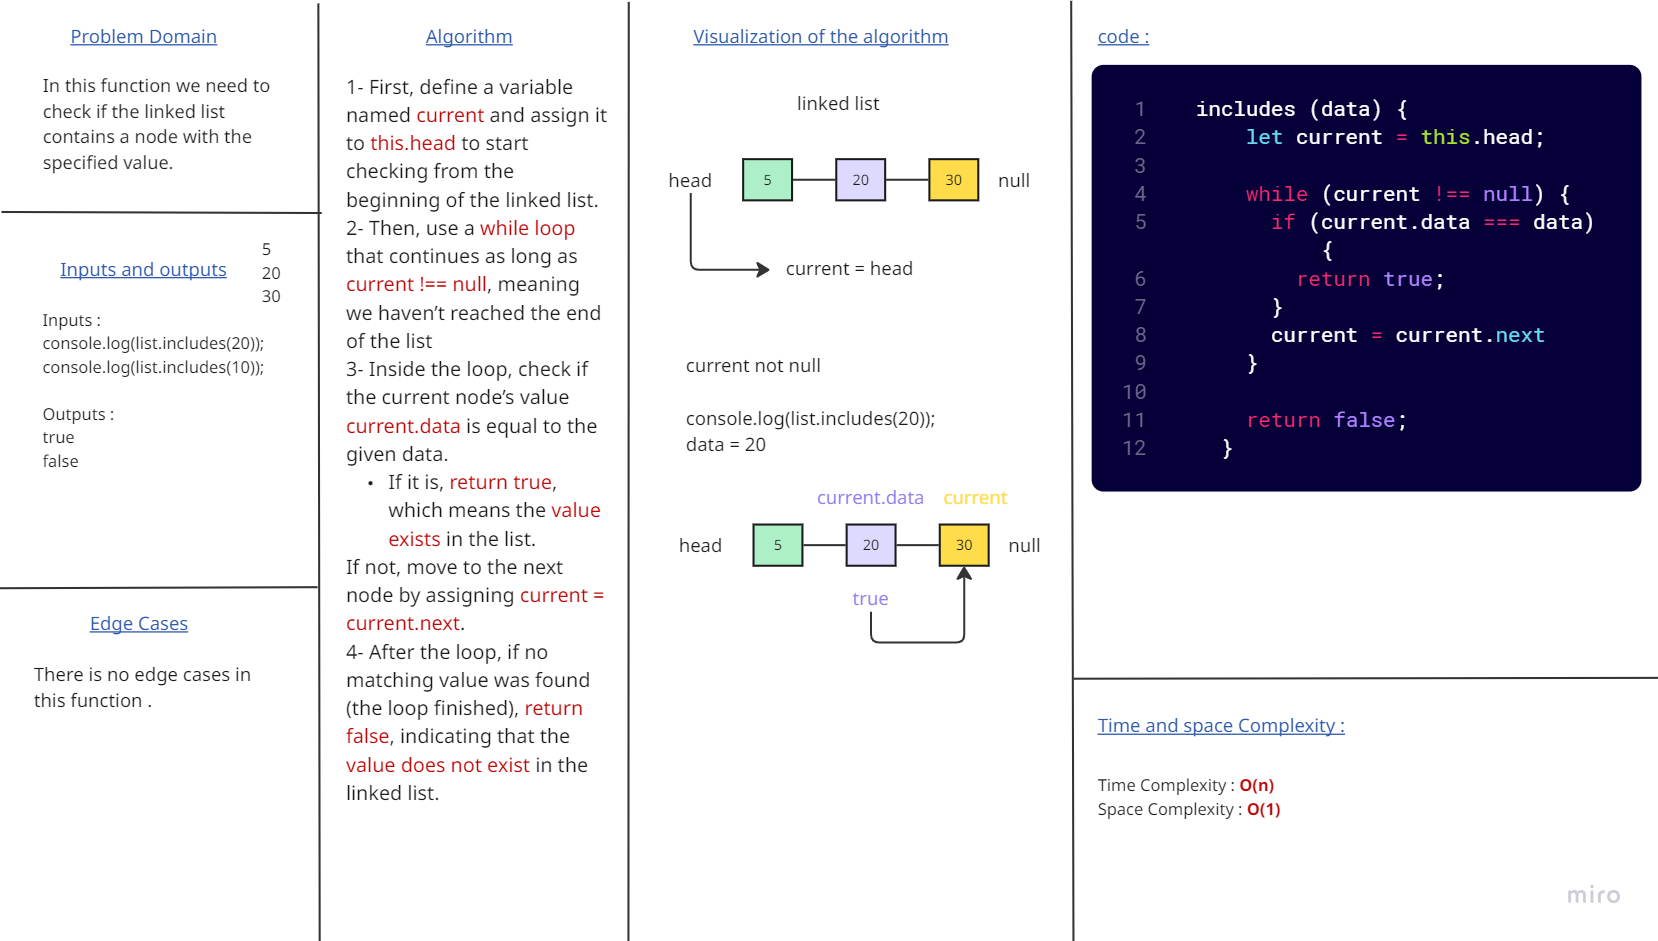 Problem Domain
In this function we need to
check if the linked list
contains a node with the
specified value.
Inputs and outputs
5
20
30
Inputs :
console.log(list.includes(20));
console.log(list.includes(10));
Outputs :
true
false
Edge Cases
There is no edge cases in
this function .
Algorithm
1- First, define a variable
named current and assign it
to this.head to start
checking from the
beginning of the linked list.
2- Then, use a while loop
that continues as long as
current !== null, meaning
we haven’t reached the end
of the list
3- Inside the loop, check if
the current node’s value
current.data is equal to the
given data.
• If it is, return true,
which means the value
exists in the list.
If not, move to the next
node by assigning current =
current.next.
4- After the loop, if no
matching value was found
(the loop finished), return
false, indicating that the
value does not exist in the
linked list.
Visualization of the algorithm
linked list
head 5 20 30 null
current = head
current not null
console.log(list.includes(20));
data = 20
current.data current
head 5 20 30 null
true
code :
1 includes (data) {
2 let current = this.head;
3
4 while (current !== null) {
5 if (current.data === data)
{
6 return true;
7 }
8 current = current.next
9 }
10
11 return false;
12 }
Time and space Complexity :
Time Complexity : O(n)
Space Complexity : O(1)
miro